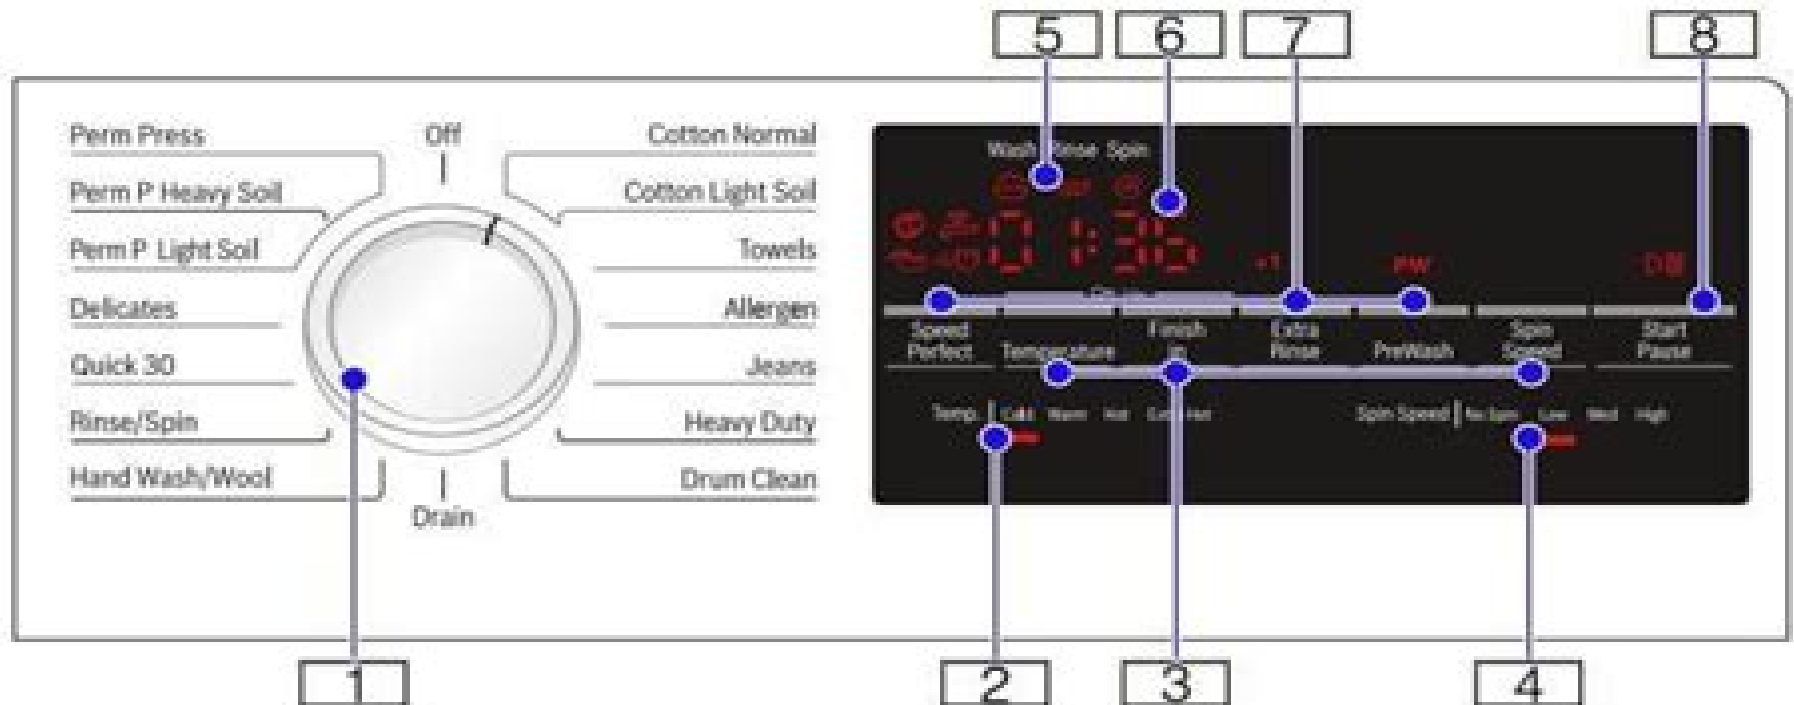 5 6 7 8
Perm Press
Off
Cotton Normal
Perm P Heavy Soil
Cotton Light Soil
Perm P Light Soil
Towels
Delicates
Allergen
Quick 30
Jeans
Rinse/Spin
Heavy Duty
Hand Wash/Wool
Drum Clean
Drain
Wash Rinse Spin
01:36
+1
PW
Speed Perfect
Temperature
Finish in
Extra Rinse
PreWash
Spin Speed
Start Pause
Temp. | Cold Warm Hot
Spin Speed | No Spin Low Med High
1 2 3 4